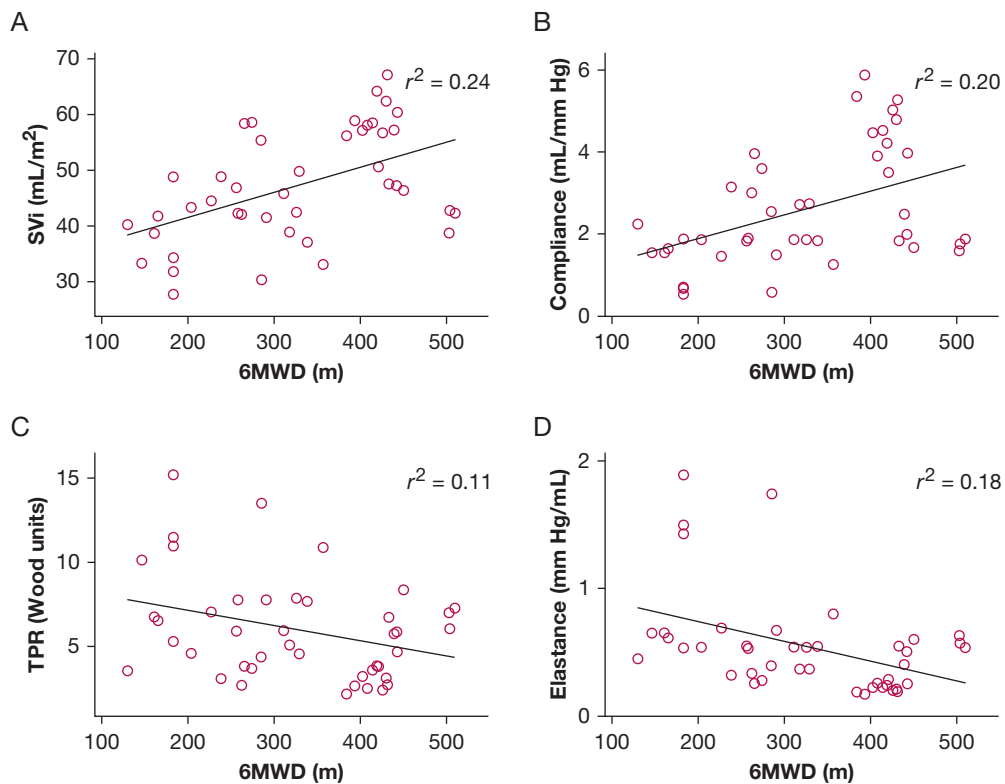 A
SVi (mL/m²)
70
60
50
40
30
r² = 0.24
100 200 300 400 500
6MWD (m)
B
Compliance (mL/mm Hg)
6
4
2
0
r² = 0.20
100 200 300 400 500
6MWD (m)
C
TPR (Wood units)
15
10
5
r² = 0.11
100 200 300 400 500
6MWD (m)
D
Elastance (mm Hg/mL)
2
1
0
r² = 0.18
100 200 300 400 500
6MWD (m)